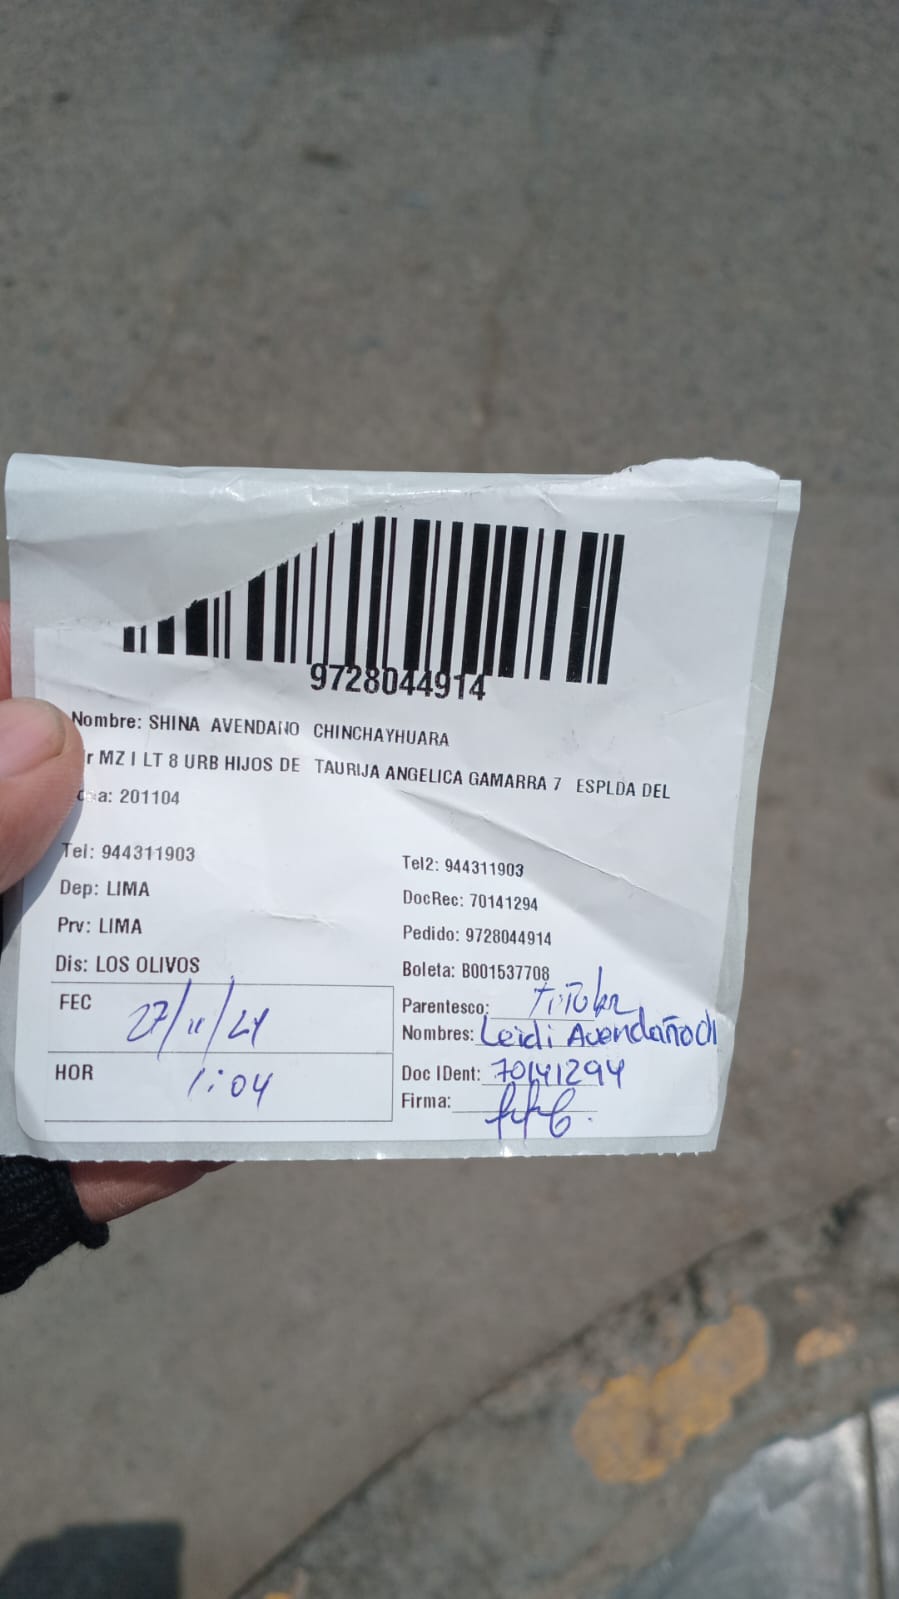 9728044914
Nombre: SHINA AVENDANO CHINCHAYHUARA
r MZ I LT 8 URB HIJOS DE TAURIJA ANGELICA GAMARRA 7 ESPLDA DEL
a: 201104
Tel: 944311903
Tel2: 944311903
Dep: LIMA
DocRec: 70141294
Prv: LIMA
Pedido: 9728044914
Dis: LOS OLIVOS
Boleta: B001537708
FEC 27/11/24
Parentesco: Titular
Nombres: Leidi Avendaño ch
HOR 1:04
Doc IDent: 70141294
Firma: